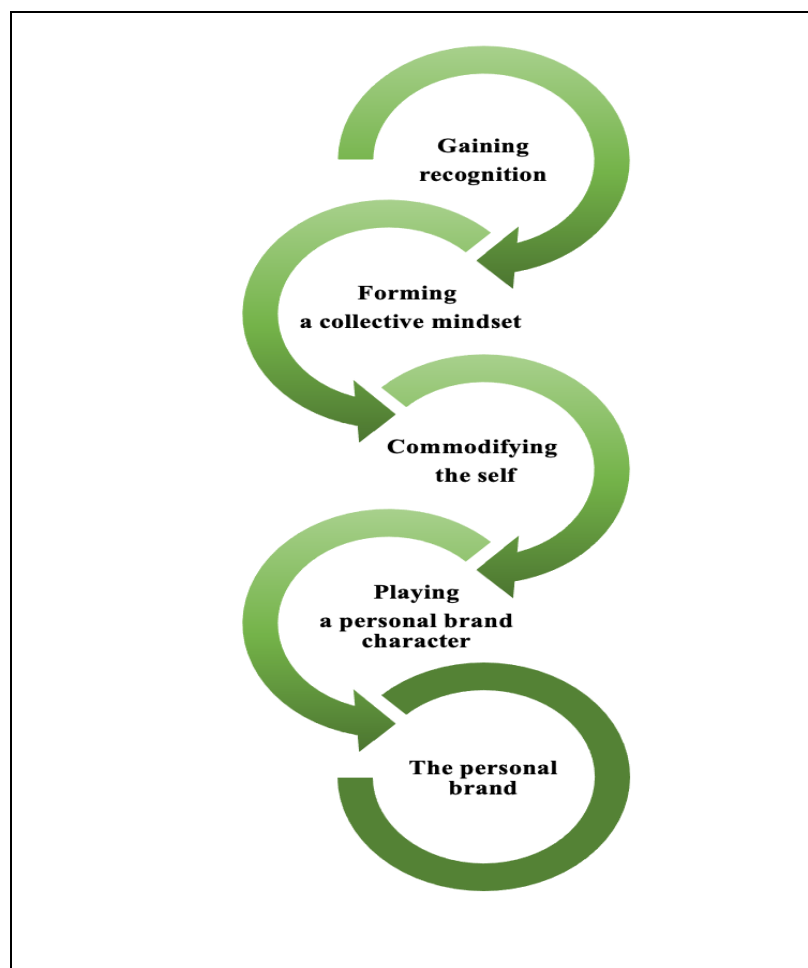 Gaining
recognition
Forming
a collective mindset
Commodifying
the self
Playing
a personal brand
character
The personal
brand